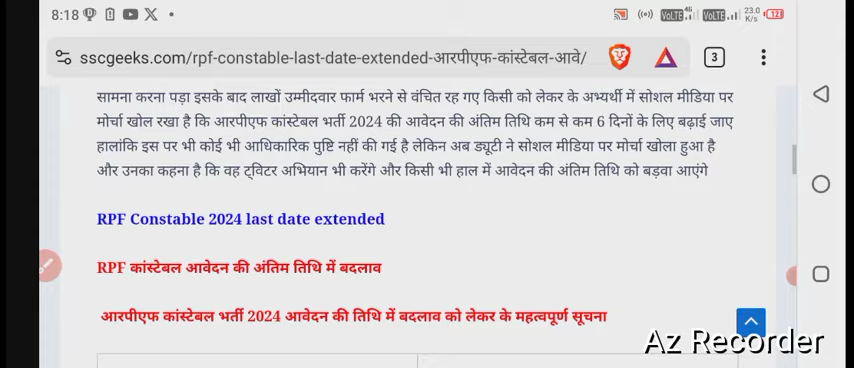 8:18 X VoLTE 4G VoLTE 23.0 K/s 12
sscgeeks.com/rpf-constable-last-date-extended-आरपीएफ-कांस्टेबल-आवे/ 3
सामना करना पड़ा इसके बाद लाखों उम्मीदवार फार्म भरने से वंचित रह गए किसी को लेकर के अभ्यर्थी में सोशल मीडिया पर
मोर्चा खोल रखा है कि आरपीएफ कांस्टेबल भर्ती 2024 की आवेदन की अंतिम तिथि कम से कम 6 दिनों के लिए बढ़ाई जाए
हालांकि इस पर भी कोई भी आधिकारिक पुष्टि नहीं की गई है लेकिन अब ड्यूटी ने सोशल मीडिया पर मोर्चा खोला हुआ है
और उनका कहना है कि वह ट्विटर अभियान भी करेंगे और किसी भी हाल में आवेदन की अंतिम तिथि को बड़वा आएंगे
RPF Constable 2024 last date extended
RPF कांस्टेबल आवेदन की अंतिम तिथि में बदलाव
आरपीएफ कांस्टेबल भर्ती 2024 आवेदन की तिथि में बदलाव को लेकर के महत्वपूर्ण सूचना
Az Recorder